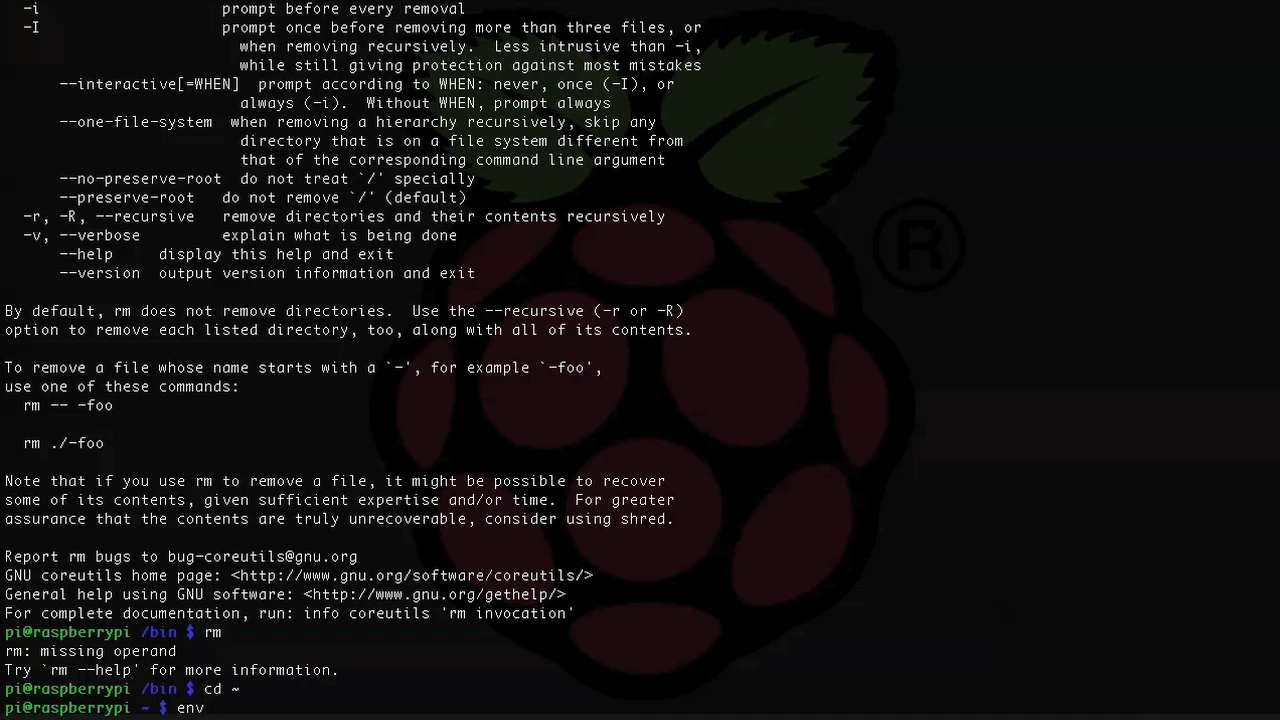 -i                    prompt before every removal
-I                    prompt once before removing more than three files, or
when removing recursively.  Less intrusive than -i,
while still giving protection against most mistakes
--interactive[=WHEN]  prompt according to WHEN: never, once (-I), or
always (-i).  Without WHEN, prompt always
--one-file-system  when removing a hierarchy recursively, skip any
directory that is on a file system different from
that of the corresponding command line argument
--no-preserve-root  do not treat `/' specially
--preserve-root   do not remove `/' (default)
-r, -R, --recursive   remove directories and their contents recursively
-v, --verbose         explain what is being done
--help     display this help and exit
--version  output version information and exit
By default, rm does not remove directories.  Use the --recursive (-r or -R)
option to remove each listed directory, too, along with all of its contents.
To remove a file whose name starts with a `-', for example `-foo',
use one of these commands:
rm -- -foo
rm ./-foo
Note that if you use rm to remove a file, it might be possible to recover
some of its contents, given sufficient expertise and/or time.  For greater
assurance that the contents are truly unrecoverable, consider using shred.
Report rm bugs to bug-coreutils@gnu.org
GNU coreutils home page: <http://www.gnu.org/software/coreutils/>
General help using GNU software: <http://www.gnu.org/gethelp/>
For complete documentation, run: info coreutils 'rm invocation'
pi@raspberrypi /bin $ rm
rm: missing operand
Try `rm --help' for more information.
pi@raspberrypi /bin $ cd ~
pi@raspberrypi ~ $ env
®